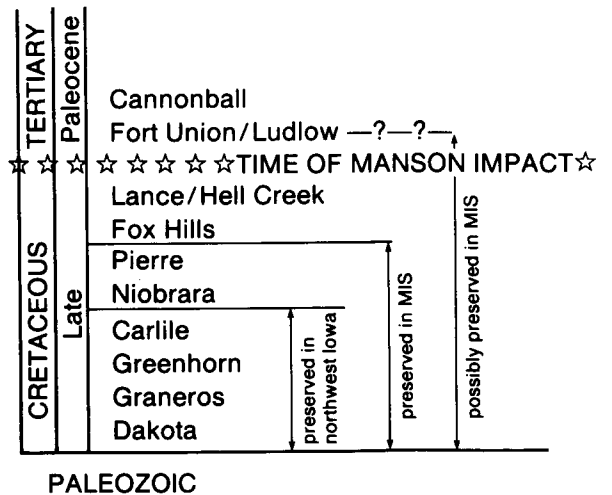 TERTIARY
Paleocene
Cannonball
Fort Union/Ludlow —?—?—
☆ ☆ ☆ ☆ ☆ ☆ ☆ ☆TIME OF MANSON IMPACT☆
CRETACEOUS
Late
Lance/Hell Creek
Fox Hills
Pierre
Niobrara
Carlile
Greenhorn
Graneros
Dakota
preserved in
northwest Iowa
preserved in MIS
possibly preserved in MIS
PALEOZOIC